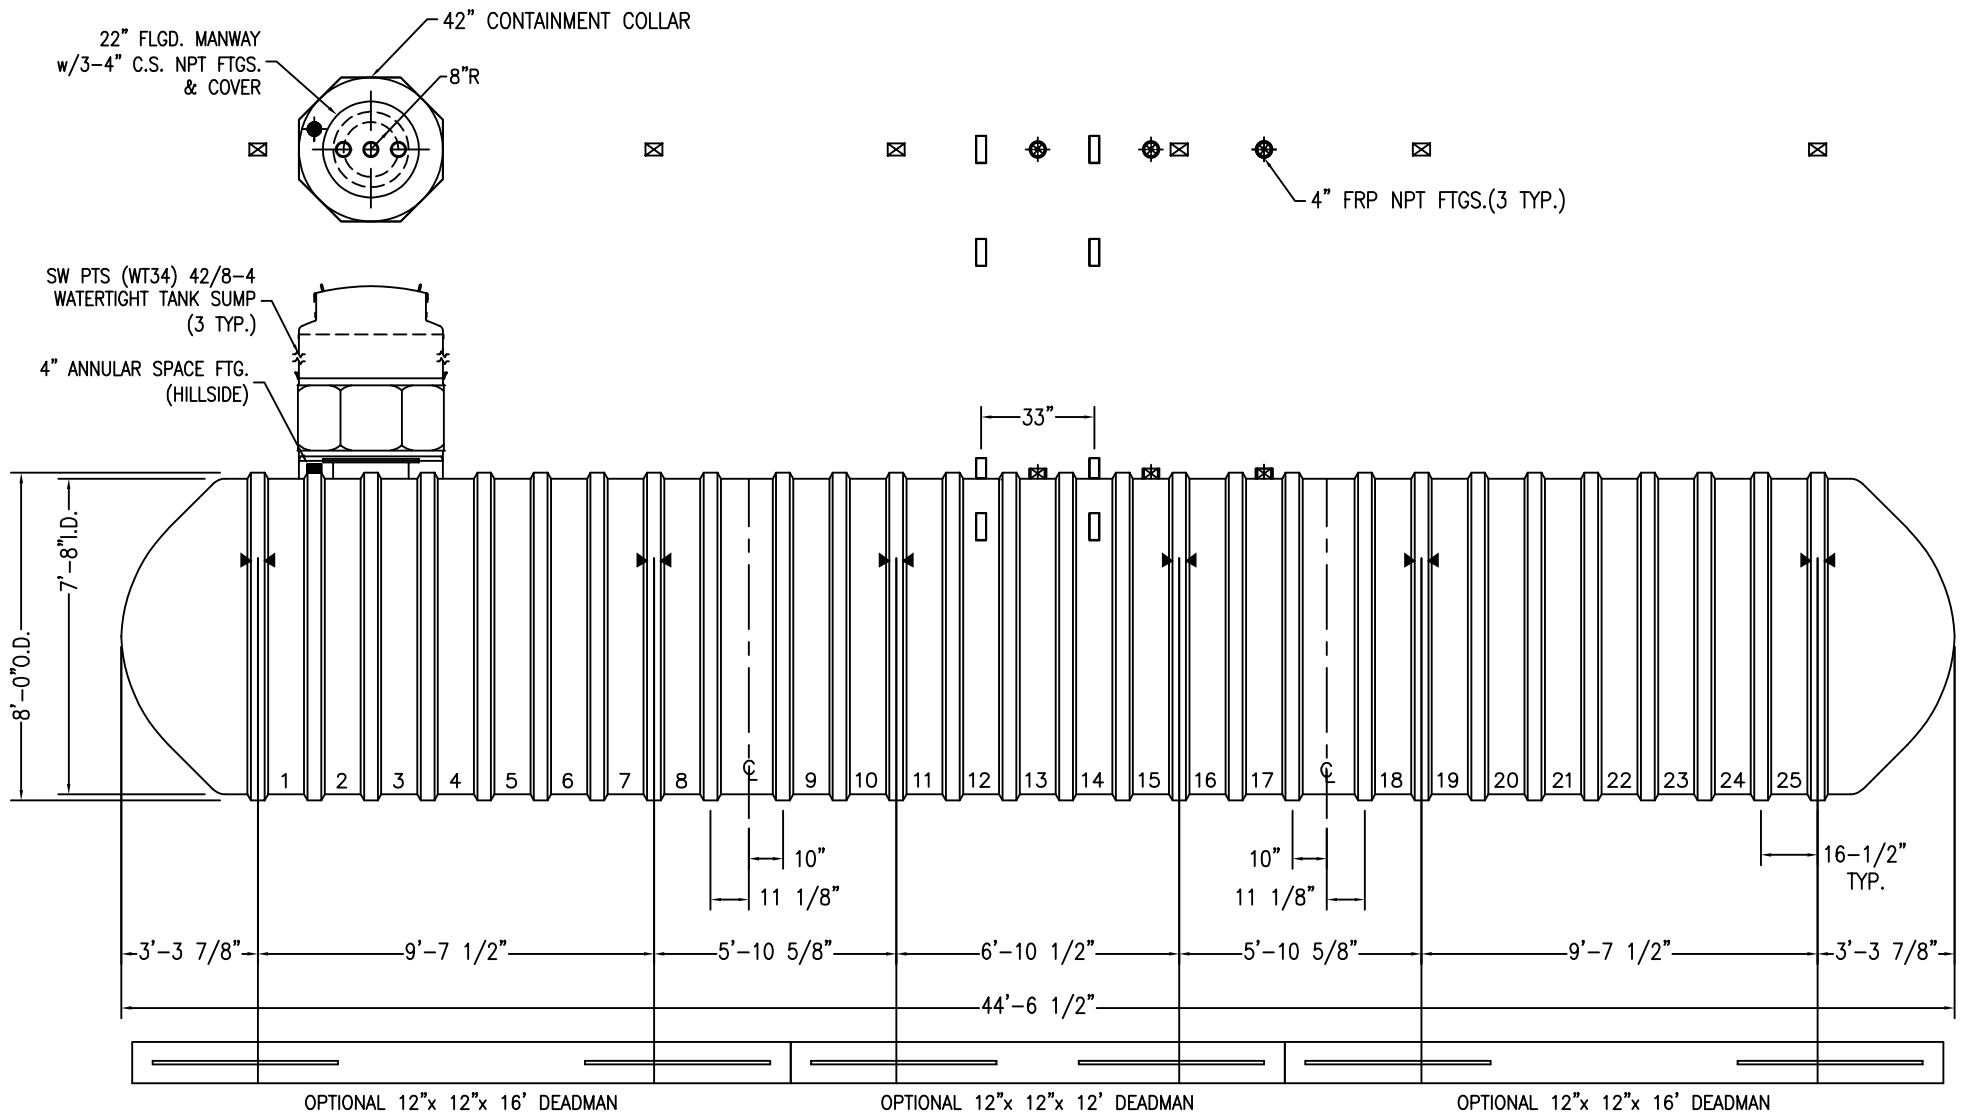 42" CONTAINMENT COLLAR
22" FLGD. MANWAY
w/3-4" C.S. NPT FTGS.
& COVER
8"R
4" FRP NPT FTGS.(3 TYP.)
SW PTS (WT34) 42/8-4
WATERTIGHT TANK SUMP
(3 TYP.)
4" ANNULAR SPACE FTG.
(HILLSIDE)
33"
7'-8"I.D.
8'-0"O.D.
1 2 3 4 5 6 7 8 ℄ 9 10 11 12 13 14 15 16 17 ℄ 18 19 20 21 22 23 24 25
10" 10" 16-1/2"
TYP.
11 1/8" 11 1/8"
3'-3 7/8" 9'-7 1/2" 5'-10 5/8" 6'-10 1/2" 5'-10 5/8" 9'-7 1/2" 3'-3 7/8"
44'-6 1/2"
OPTIONAL 12"x 12"x 16' DEADMAN OPTIONAL 12"x 12"x 12' DEADMAN OPTIONAL 12"x 12"x 16' DEADMAN